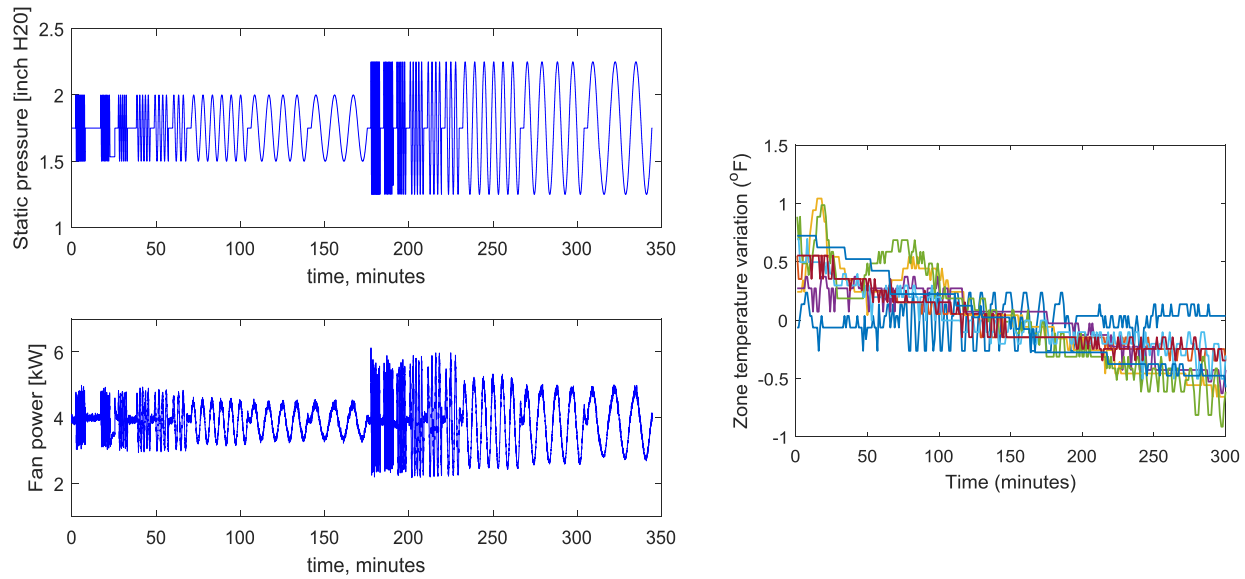 Static pressure [inch H20]
2.5
2
1.5
1
0 50 100 150 200 250 300 350
time, minutes
Fan power [kW]
6
4
2
0 50 100 150 200 250 300 350
time, minutes
Zone temperature variation (°F)
1.5
1
0.5
0
-0.5
-1
0 50 100 150 200 250 300
Time (minutes)